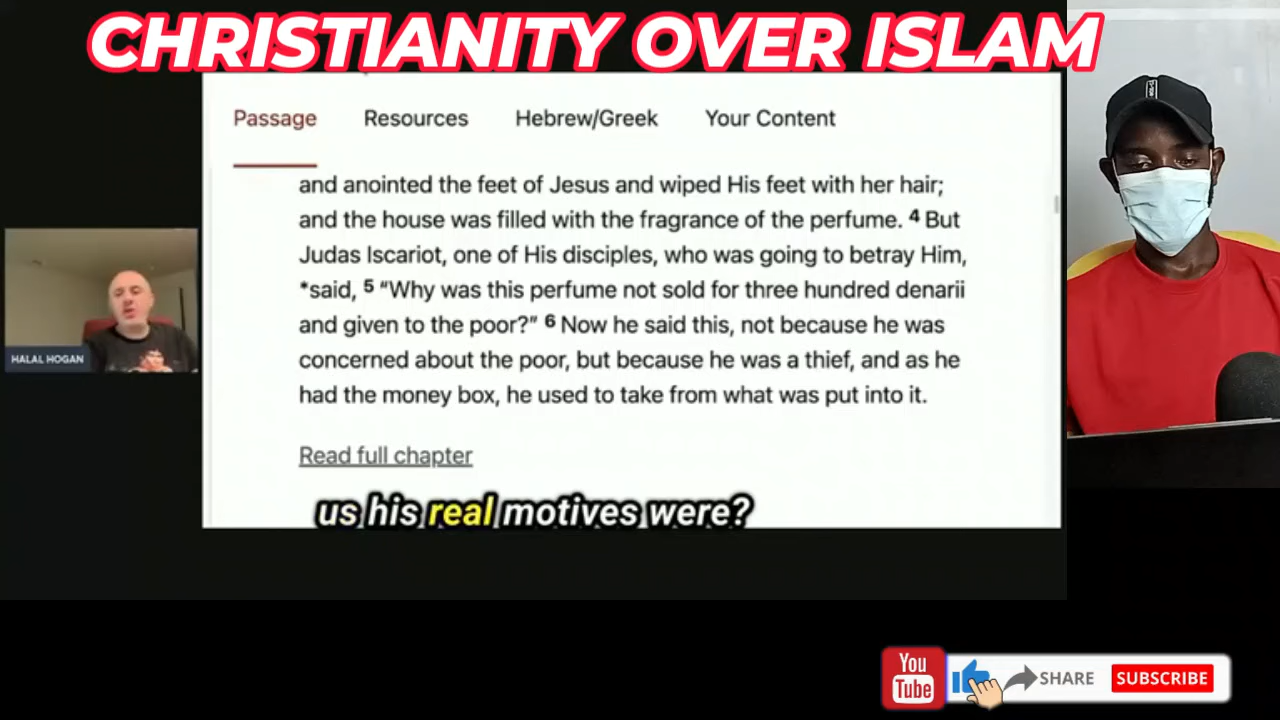 CHRISTIANITY OVER ISLAM
Passage Resources Hebrew/Greek Your Content
and anointed the feet of Jesus and wiped His feet with her hair;
and the house was filled with the fragrance of the perfume. 4 But
Judas Iscariot, one of His disciples, who was going to betray Him,
*said, 5 “Why was this perfume not sold for three hundred denarii
and given to the poor?” 6 Now he said this, not because he was
concerned about the poor, but because he was a thief, and as he
had the money box, he used to take from what was put into it.
Read full chapter
us his real motives were?
HALAL HOGAN
You
Tube
SHARE
SUBSCRIBE